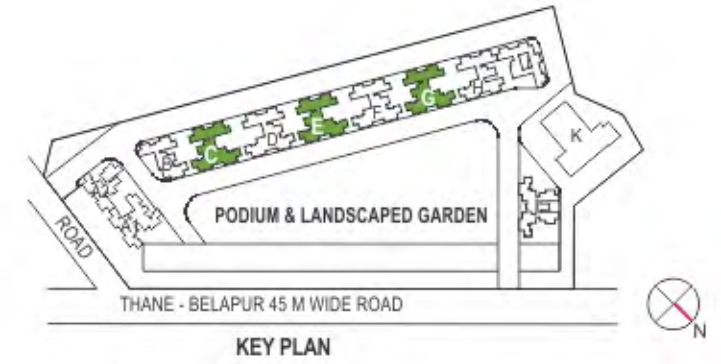 G
F
E
D
C
B
K
PODIUM & LANDSCAPED GARDEN
ROAD
THANE - BELAPUR 45 M WIDE ROAD
N
KEY PLAN